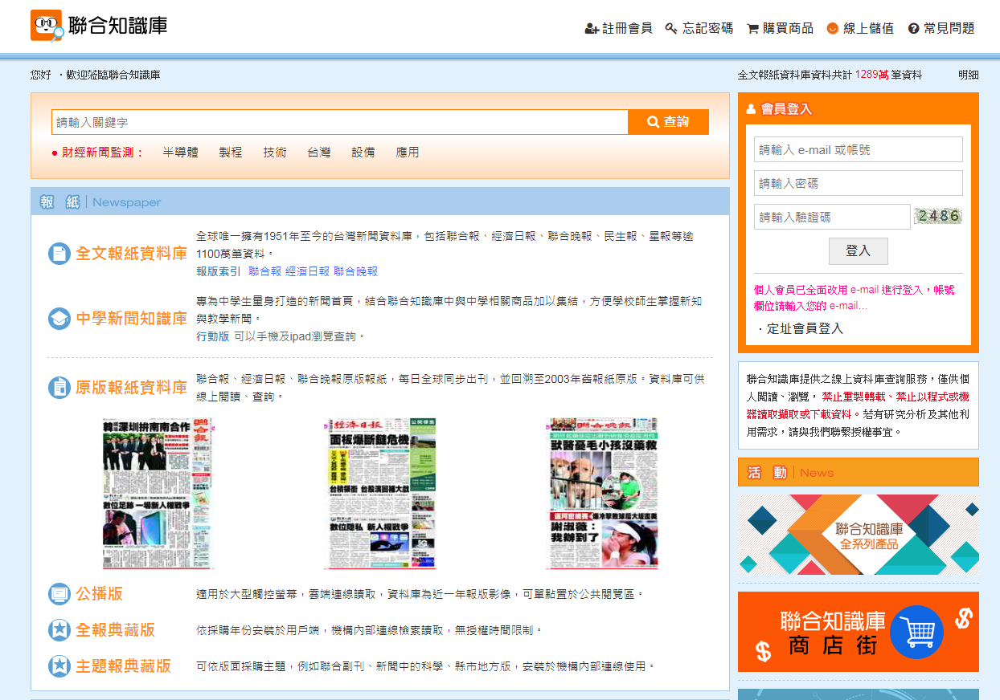 聯合知識庫
註冊會員 忘記密碼 購買商品 線上儲值 常見問題
您好 ・歡迎蒞臨聯合知識庫
全文報紙資料庫資料共計 1289萬 筆資料 明細
請輸入關鍵字 查詢
● 財經新聞監測： 半導體 製程 技術 台灣 設備 應用
報 紙 | Newspaper
全文報紙資料庫
全球唯一擁有1951年至今的台灣新聞資料庫，包括聯合報、經濟日報、聯合晚報、民生報、星報等逾
1100萬筆資料。
報版索引 聯合報 經濟日報 聯合晚報
中學新聞知識庫
專為中學生量身打造的新聞首頁，結合聯合知識庫中與中學相關商品加以集結，方便學校師生掌握新知
與教學新聞。
行動版 可以手機及ipad瀏覽查詢。
原版報紙資料庫
聯合報、經濟日報、聯合晚報原版報紙，每日全球同步出刊，並回溯至2003年舊報紙原版。資料庫可供
線上閱讀、查詢。
韓深圳拚南南合作
聯合報
數位足跡 一場新人權戰爭
經濟日報
面板爆斷鏈危機
台積領銜 台股演回補大戲
數位隱私 新人權戰爭
聯合晚報
獸醫憂毛小孩沒藥救
謝淑薇：
我辦到了
公播版
適用於大型觸控螢幕，雲端連線讀取，資料庫為近一年報版影像，可單點置於公共閱覽區。
全報典藏版
依採購年份安裝於用戶端，機構內部連線檢索讀取，無授權時間限制。
主題報典藏版
可依版面採購主題，例如聯合副刊、新聞中的科學、縣市地方版，安裝於機構內部連線使用。
會員登入
請輸入 e-mail 或帳號
請輸入密碼
請輸入驗證碼 2486
登入
個人會員已全面改用 e-mail 進行登入，帳號
欄位請輸入您的 e-mail...
・定址會員登入
聯合知識庫提供之線上資料庫查詢服務，僅供個
人閱讀、瀏覽， 禁止重製轉載、禁止以程式或機
器讀取擷取或下載資料。若有研究分析及其他利
用需求，請與我們聯繫授權事宜。
活 動 | News
聯合知識庫
全系列產品
聯合知識庫
商店街